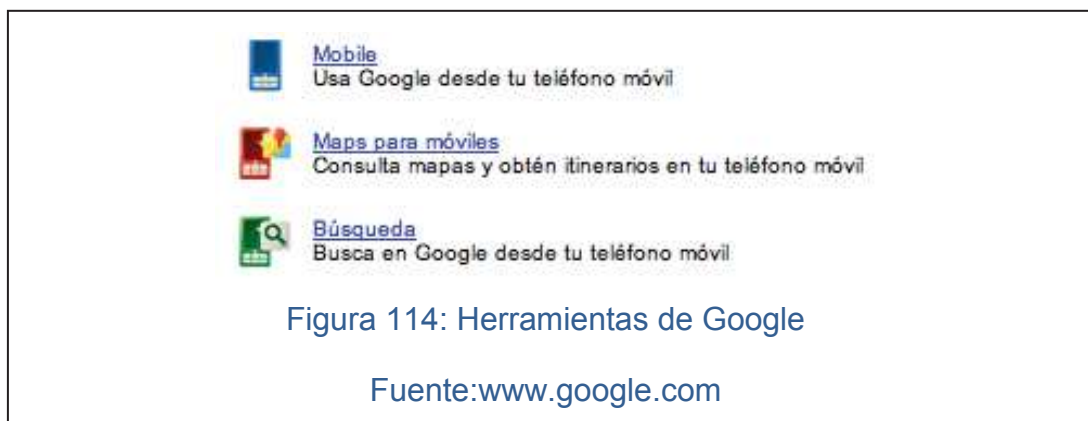 Mobile
Usa Google desde tu teléfono móvil
Maps para móviles
Consulta mapas y obtén itinerarios en tu teléfono móvil
Búsqueda
Busca en Google desde tu teléfono móvil
Figura 114: Herramientas de Google
Fuente:www.google.com